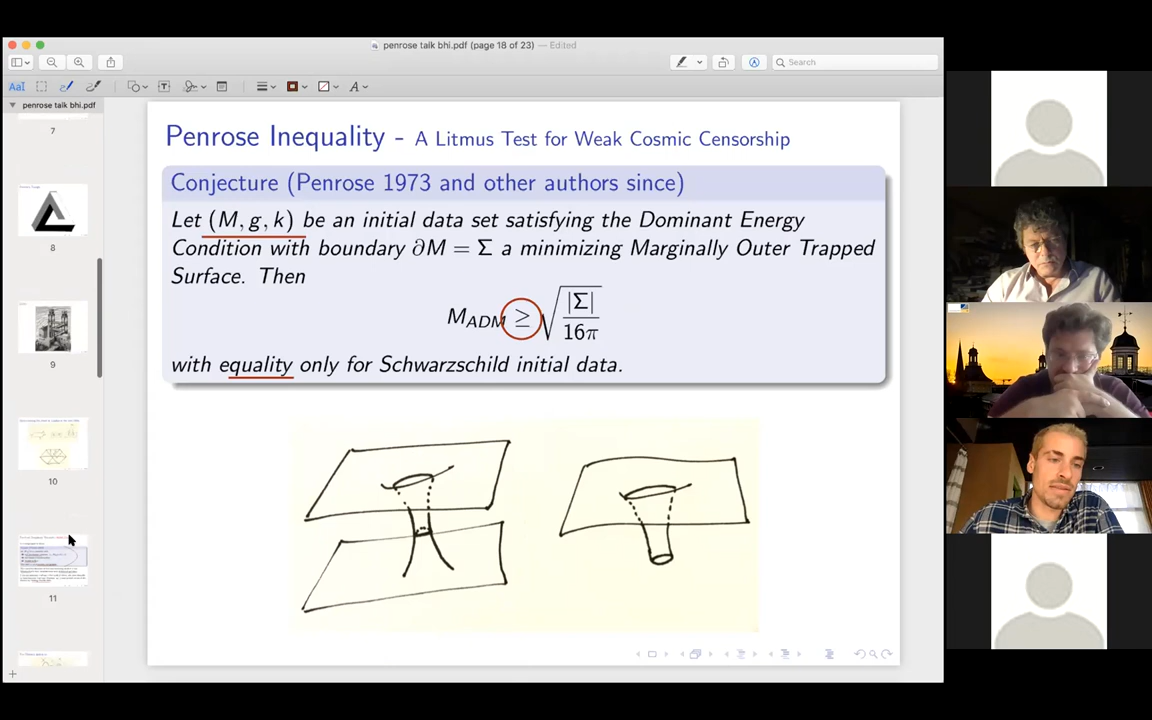 penrose talk bhi.pdf (page 18 of 23) — Edited
Search
AaI
T
A
penrose talk bhi.pdf
7
8
9
10
11
Penrose Inequality - A Litmus Test for Weak Cosmic Censorship
Conjecture (Penrose 1973 and other authors since)
Let (M, g, k) be an initial data set satisfying the Dominant Energy
Condition with boundary ∂M = Σ a minimizing Marginally Outer Trapped
Surface. Then
M_ADM ≥ √(|Σ|/16π)
with equality only for Schwarzschild initial data.